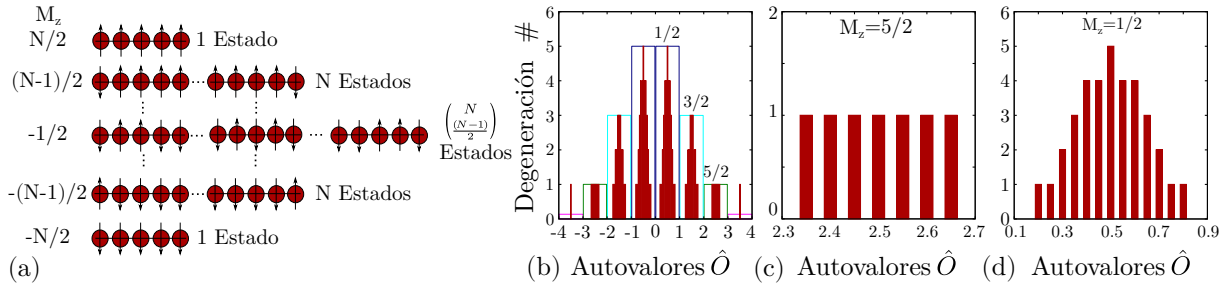 M_z
N/2 1 Estado
(N-1)/2 ... N Estados
-1/2 ... ... (N (N-1)/2) Estados
-(N-1)/2 ... N Estados
-N/2 1 Estado
(a)
Degeneración #
6
5
4
3
2
1
0
1/2
3/2
5/2
-4 -3 -2 -1 0 1 2 3 4
(b) Autovalores Ô
2
1
0
M_z=5/2
2.3 2.4 2.5 2.6 2.7
(c) Autovalores Ô
6
5
4
3
2
1
0
M_z=1/2
0.1 0.3 0.5 0.7 0.9
(d) Autovalores Ô